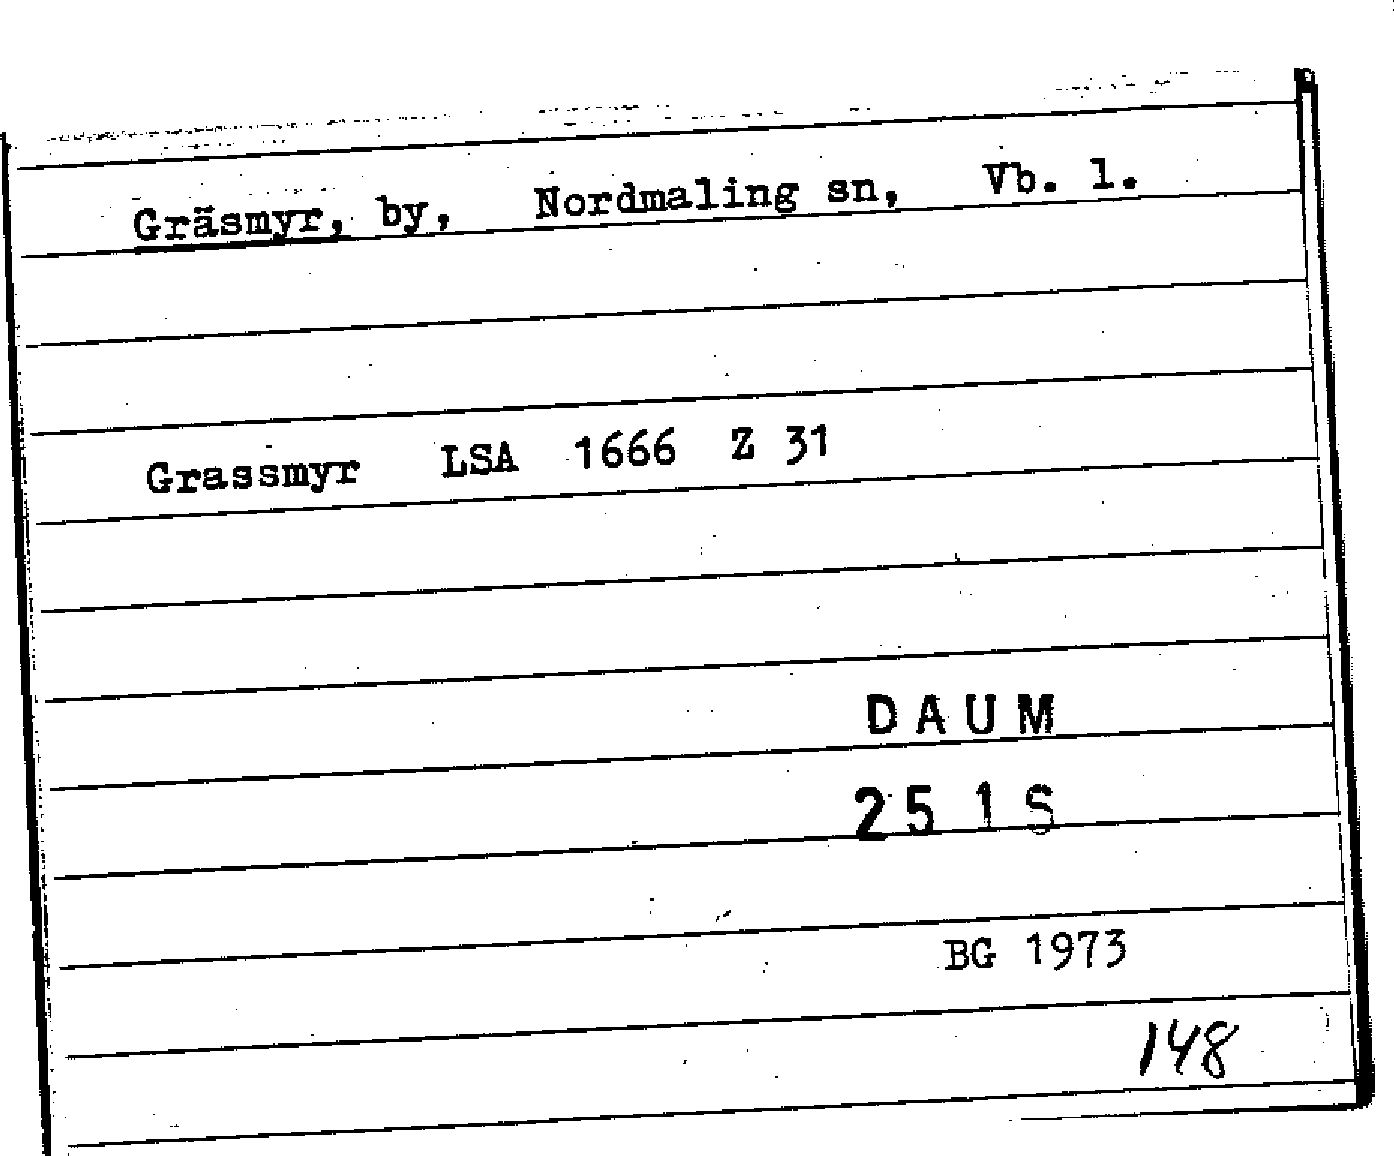 Gräsmyr, by, Nordmaling sn, Vb. l.
Grassmyr LSA 1666 Z 31
DAUM
251S
BG 1973
148